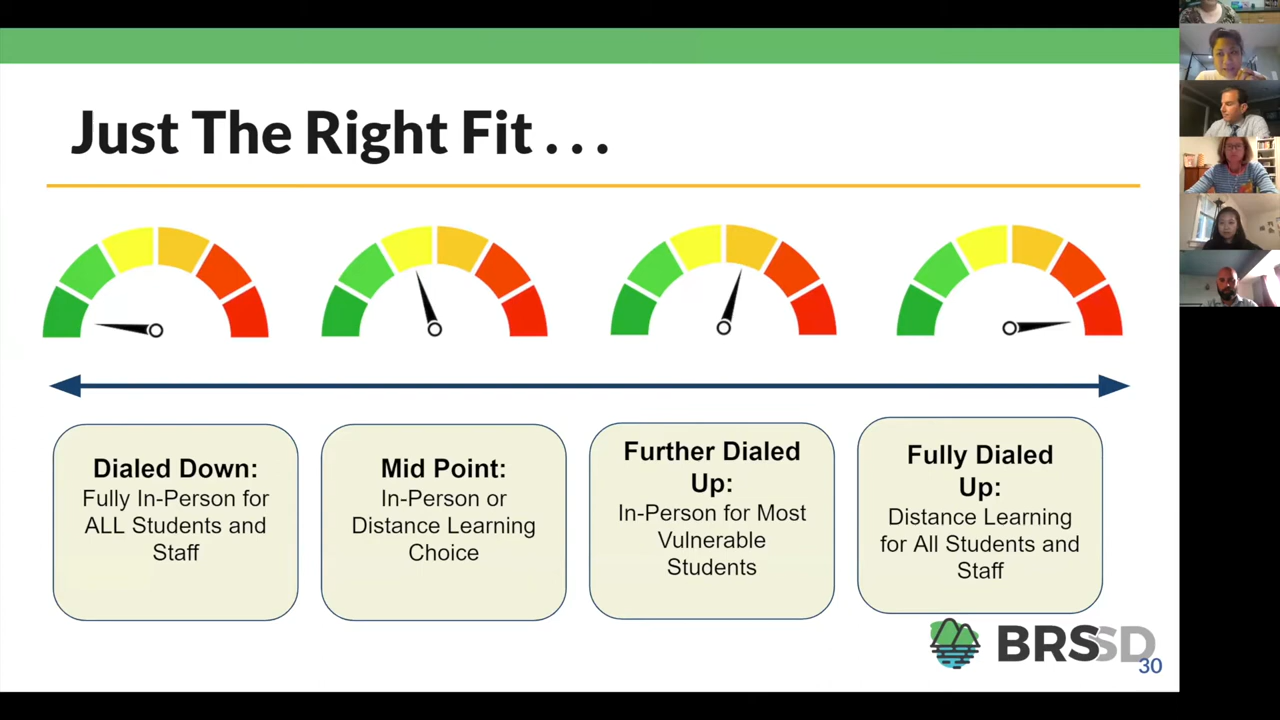 Just The Right Fit . . .
Dialed Down:
Fully In-Person for
ALL Students and
Staff
Mid Point:
In-Person or
Distance Learning
Choice
Further Dialed
Up:
In-Person for Most
Vulnerable
Students
Fully Dialed
Up:
Distance Learning
for All Students and
Staff
BRSSD
30